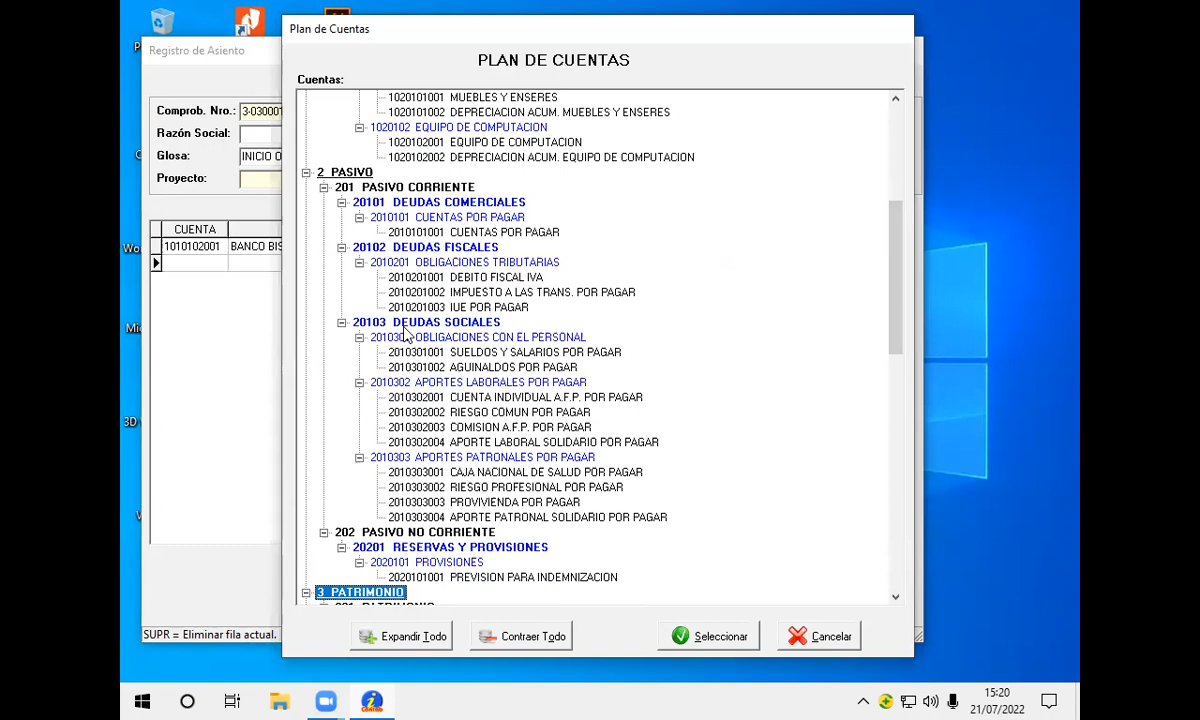 Registro de Asiento
Comprob. Nro.: 3-030001
Razón Social:
Glosa: INICIO O
Proyecto:
CUENTA
1010102001 BANCO BIS
SUPR = Eliminar fila actual.
Plan de Cuentas
PLAN DE CUENTAS
Cuentas:
1020101001 MUEBLES Y ENSERES
1020101002 DEPRECIACION ACUM. MUEBLES Y ENSERES
1020102 EQUIPO DE COMPUTACION
1020102001 EQUIPO DE COMPUTACION
1020102002 DEPRECIACION ACUM. EQUIPO DE COMPUTACION
2 PASIVO
201 PASIVO CORRIENTE
20101 DEUDAS COMERCIALES
2010101 CUENTAS POR PAGAR
2010101001 CUENTAS POR PAGAR
20102 DEUDAS FISCALES
2010201 OBLIGACIONES TRIBUTARIAS
2010201001 DEBITO FISCAL IVA
2010201002 IMPUESTO A LAS TRANS. POR PAGAR
2010201003 IUE POR PAGAR
20103 DEUDAS SOCIALES
201030 OBLIGACIONES CON EL PERSONAL
2010301001 SUELDOS Y SALARIOS POR PAGAR
2010301002 AGUINALDOS POR PAGAR
2010302 APORTES LABORALES POR PAGAR
2010302001 CUENTA INDIVIDUAL A.F.P. POR PAGAR
2010302002 RIESGO COMUN POR PAGAR
2010302003 COMISION A.F.P. POR PAGAR
2010302004 APORTE LABORAL SOLIDARIO POR PAGAR
2010303 APORTES PATRONALES POR PAGAR
2010303001 CAJA NACIONAL DE SALUD POR PAGAR
2010303002 RIESGO PROFESIONAL POR PAGAR
2010303003 PROVIVIENDA POR PAGAR
2010303004 APORTE PATRONAL SOLIDARIO POR PAGAR
202 PASIVO NO CORRIENTE
20201 RESERVAS Y PROVISIONES
2020101 PROVISIONES
2020101001 PREVISION PARA INDEMNIZACION
3 PATRIMONIO
Expandir Todo
Contraer Todo
Seleccionar
Cancelar
15:20
21/07/2022